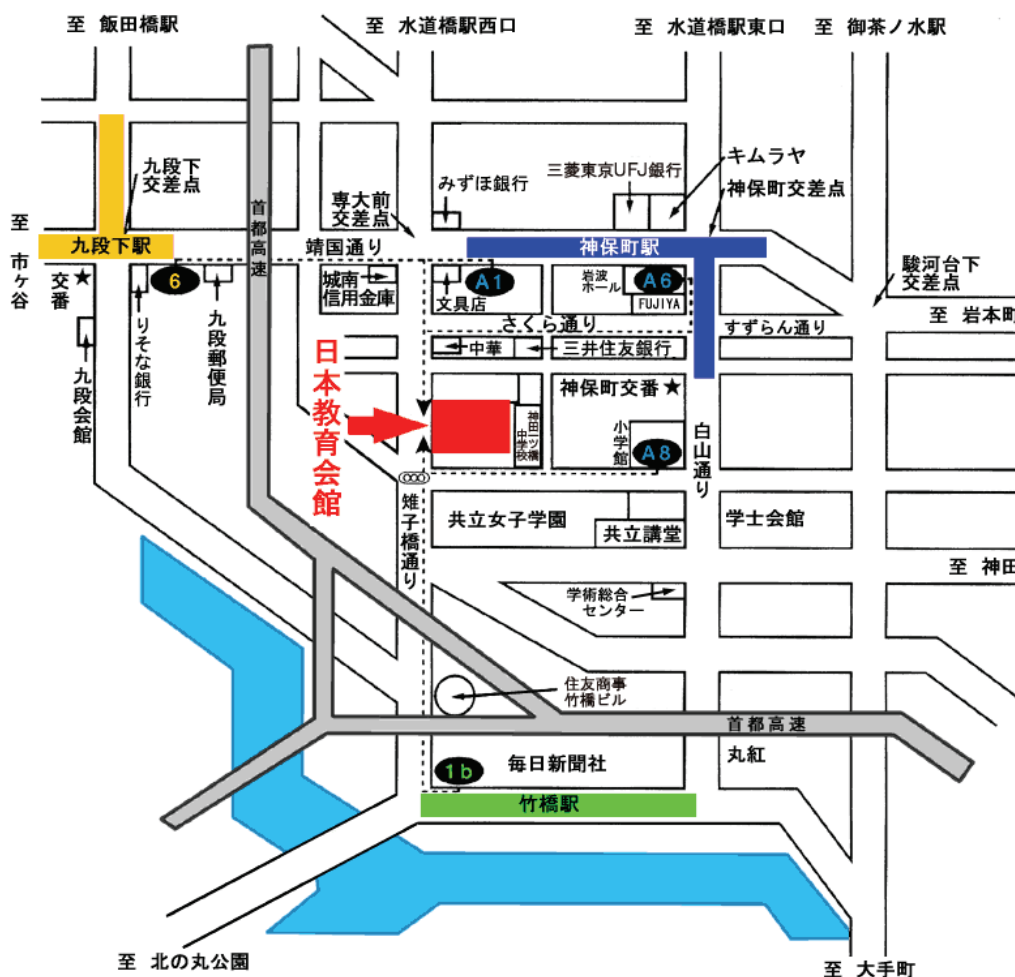 至 飯田橋駅
至 水道橋駅西口
至 水道橋駅東口
至 御茶ノ水駅
九段下
交差点
首都高速
専大前
交差点
みずほ銀行
三菱東京UFJ銀行
キムラヤ
神保町交差点
至 市ヶ谷
九段下駅
靖国通り
神保町駅
駿河台下
交差点
交番★
6
りそな銀行
九段郵便局
城南
信用金庫
文具店
A1
岩波
ホール
A6
FUJIYA
至 岩本町
九段会館
さくら通り
すずらん通り
中華
三井住友銀行
日本教育会館
神田一ツ橋
中学校
神保町交番★
小学館
A8
白山通り
雉子橋通り
共立女子学園
共立講堂
学士会館
至 神田
学術総合
センター
住友商事
竹橋ビル
首都高速
1b
毎日新聞社
丸紅
竹橋駅
至 北の丸公園
至 大手町